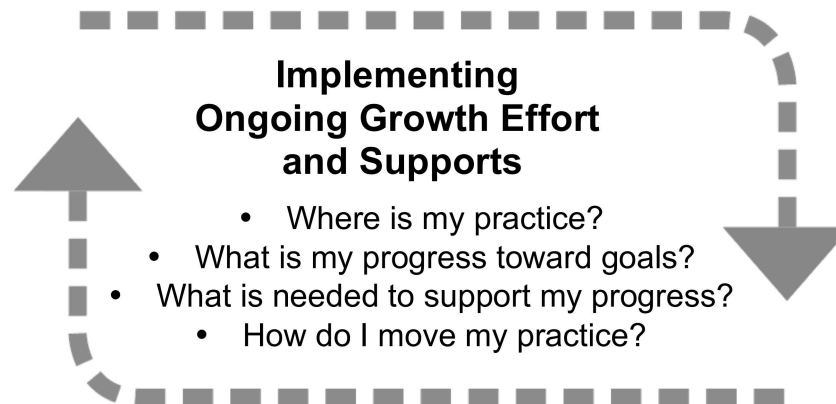 Implementing
Ongoing Growth Effort
and Supports
• Where is my practice?
• What is my progress toward goals?
• What is needed to support my progress?
• How do I move my practice?